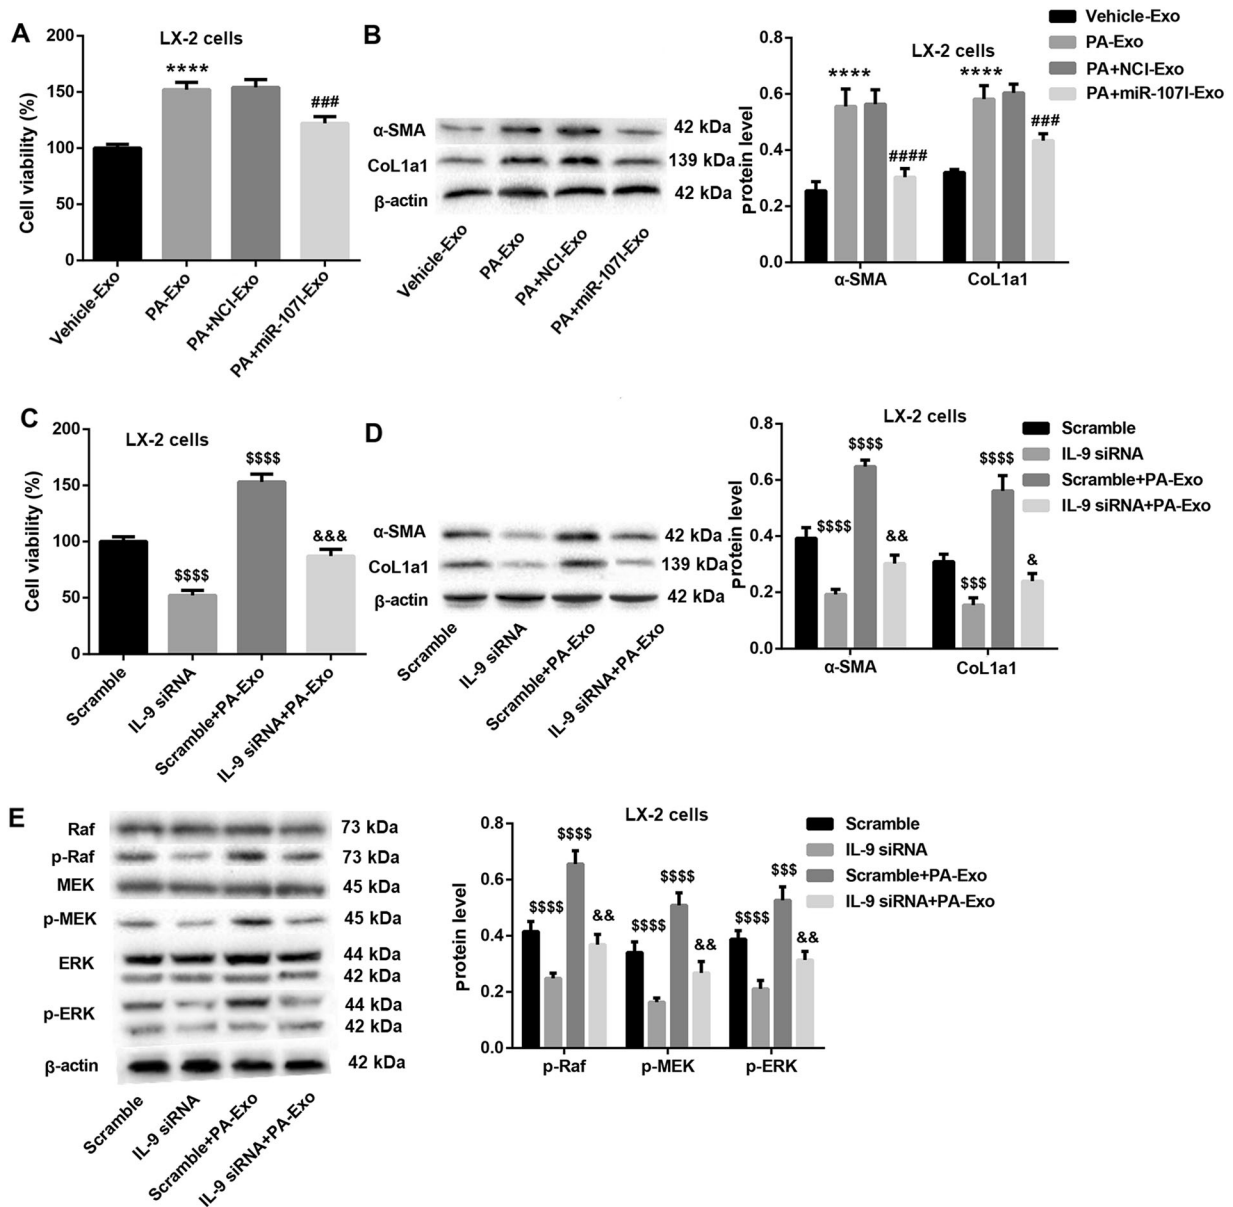 A
LX-2 cells
Cell viability (%)
200
150
100
50
0
****
###
Vehicle-Exo
PA-Exo
PA+NCI-Exo
PA+miR-107I-Exo
B
α-SMA
42 kDa
CoL1a1
139 kDa
β-actin
42 kDa
Vehicle-Exo
PA-Exo
PA+NCI-Exo
PA+miR-107I-Exo
LX-2 cells
Protein level
0.8
0.6
0.4
0.2
0.0
****
####
****
###
α-SMA
CoL1a1
Vehicle-Exo
PA-Exo
PA+NCI-Exo
PA+miR-107I-Exo
C
LX-2 cells
Cell viability (%)
200
150
100
50
0
$$$$
$$$$
&&&
Scramble
IL-9 siRNA
Scramble+PA-Exo
IL-9 siRNA+PA-Exo
D
α-SMA
42 kDa
CoL1a1
139 kDa
β-actin
42 kDa
Scramble
IL-9 siRNA
Scramble+PA-Exo
IL-9 siRNA+PA-Exo
LX-2 cells
Protein level
0.8
0.6
0.4
0.2
0.0
$$$$
$$$$
&&
$$$
$$$$
&
α-SMA
CoL1a1
Scramble
IL-9 siRNA
Scramble+PA-Exo
IL-9 siRNA+PA-Exo
E
Raf
73 kDa
p-Raf
73 kDa
MEK
45 kDa
p-MEK
45 kDa
ERK
44 kDa
42 kDa
p-ERK
44 kDa
42 kDa
β-actin
42 kDa
Scramble
IL-9 siRNA
Scramble+PA-Exo
IL-9 siRNA+PA-Exo
LX-2 cells
Protein level
0.8
0.6
0.4
0.2
0.0
$$$$
$$$$
&&
$$$$
$$$$
&&
$$$$
$$$
&&
p-Raf
p-MEK
p-ERK
Scramble
IL-9 siRNA
Scramble+PA-Exo
IL-9 siRNA+PA-Exo